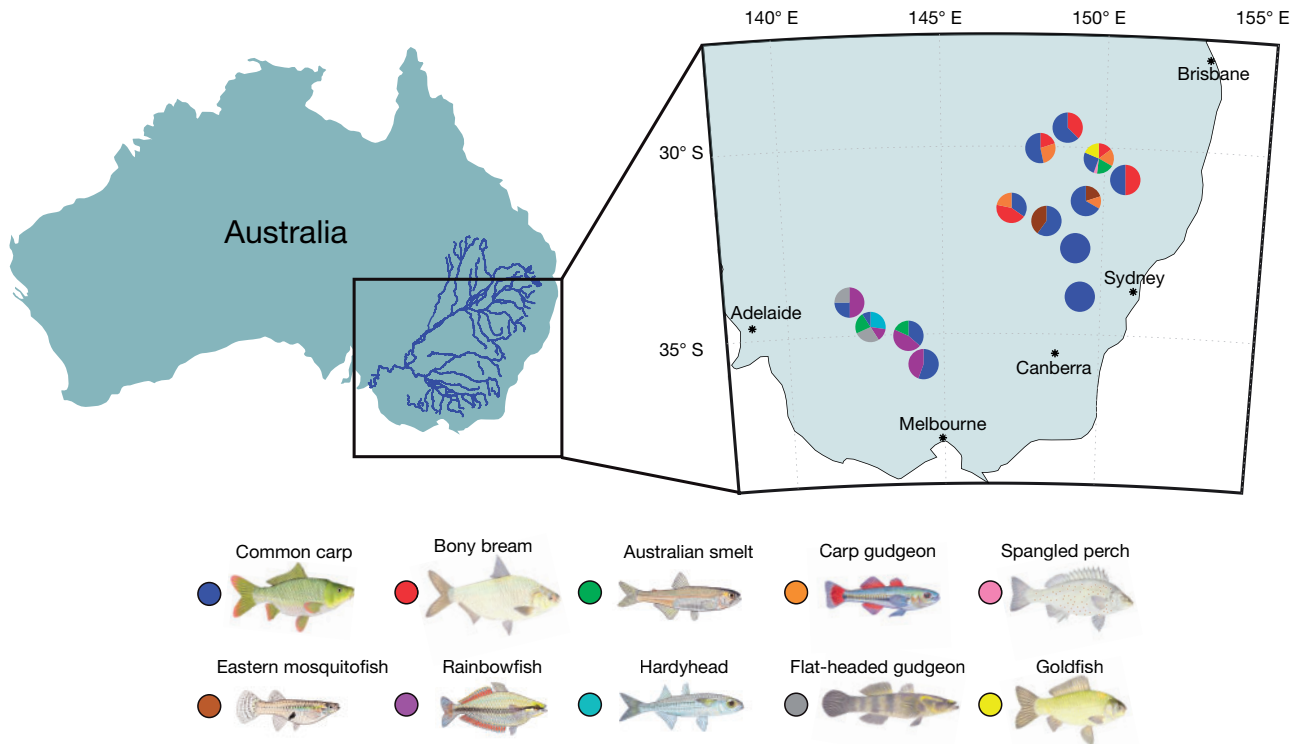 140° E
145° E
150° E
155° E
Brisbane
30° S
Australia
Sydney
Adelaide
35° S
Canberra
Melbourne
Common carp
Bony bream
Australian smelt
Carp gudgeon
Spangled perch
Eastern mosquitofish
Rainbowfish
Hardyhead
Flat-headed gudgeon
Goldfish